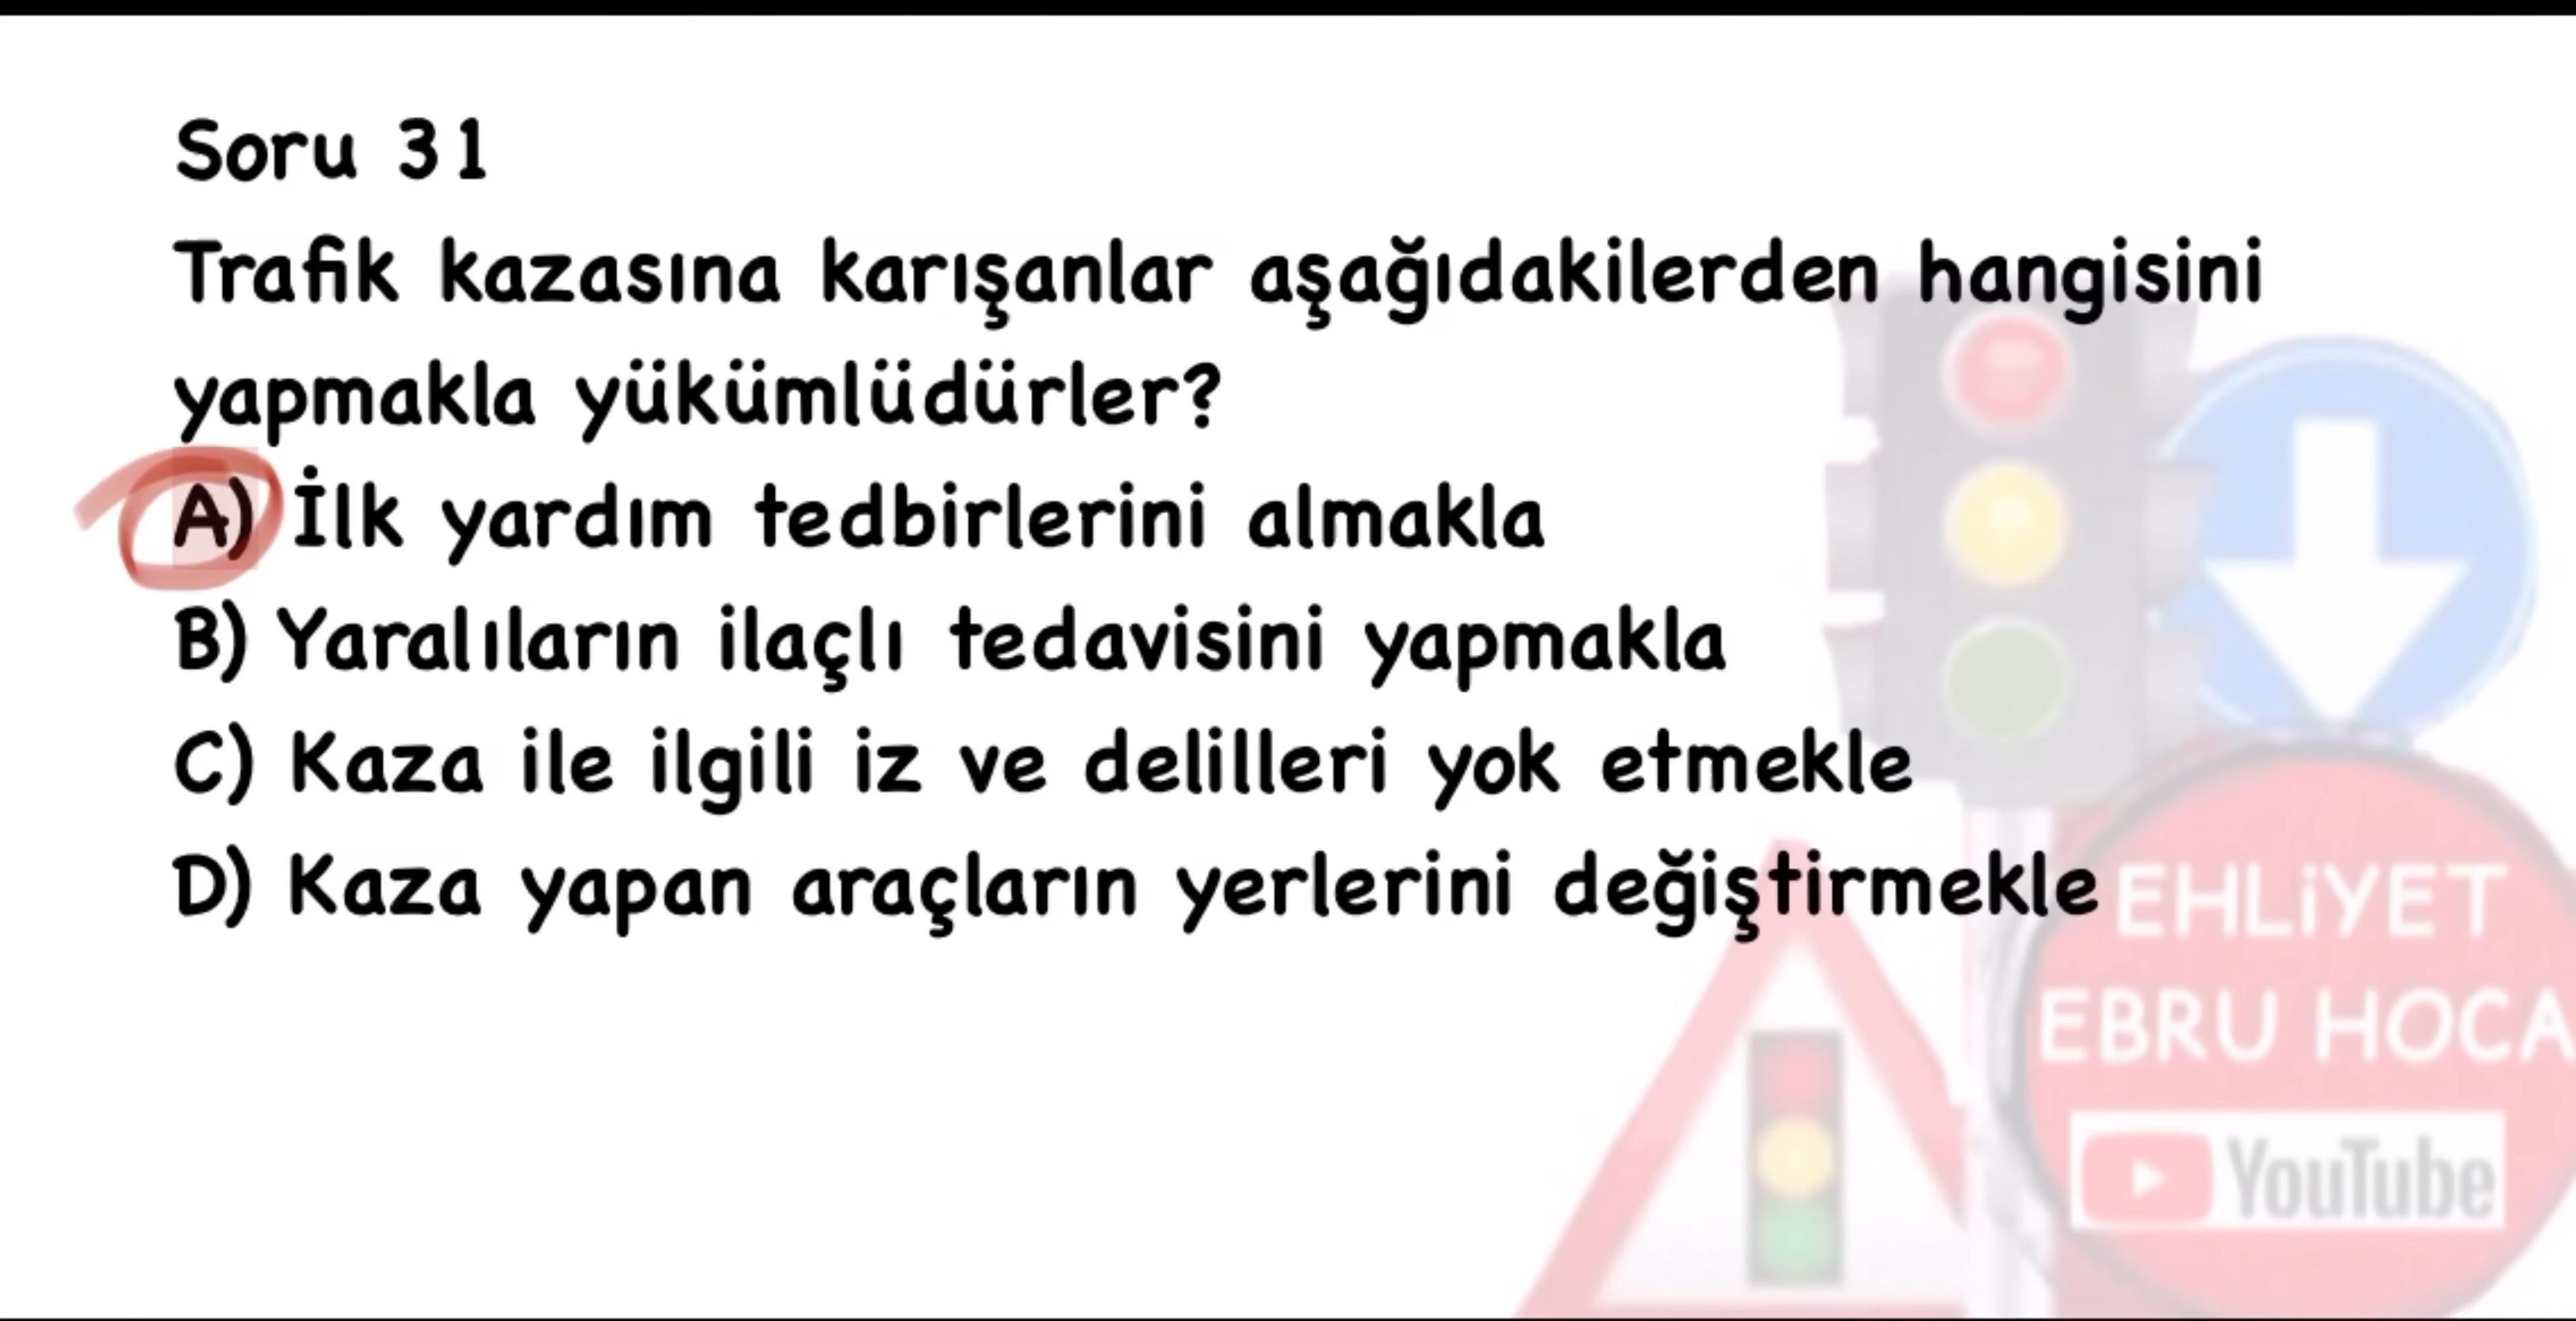 Soru 31
Trafik kazasına karışanlar aşağıdakilerden hangisini
yapmakla yükümlüdürler?
A) İlk yardım tedbirlerini almakla
B) Yaralıların ilaçlı tedavisini yapmakla
C) Kaza ile ilgili iz ve delilleri yok etmekle
D) Kaza yapan araçların yerlerini değiştirmekle
EHLİYET
EBRU HOCA
YouTube